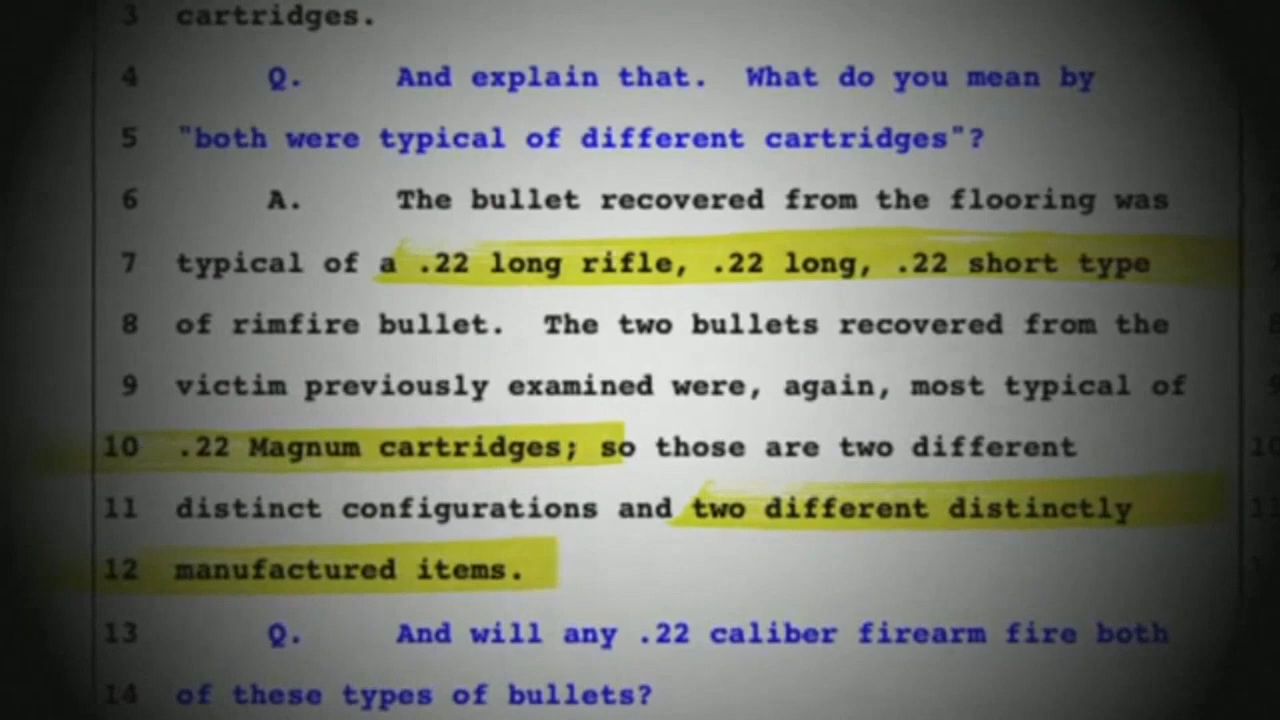 3 cartridges.
4 Q. And explain that. What do you mean by
5 "both were typical of different cartridges"?
6 A. The bullet recovered from the flooring was
7 typical of a .22 long rifle, .22 long, .22 short type
8 of rimfire bullet. The two bullets recovered from the
9 victim previously examined were, again, most typical of
10 .22 Magnum cartridges; so those are two different
11 distinct configurations and two different distinctly
12 manufactured items.
13 Q. And will any .22 caliber firearm fire both
14 of these types of bullets?